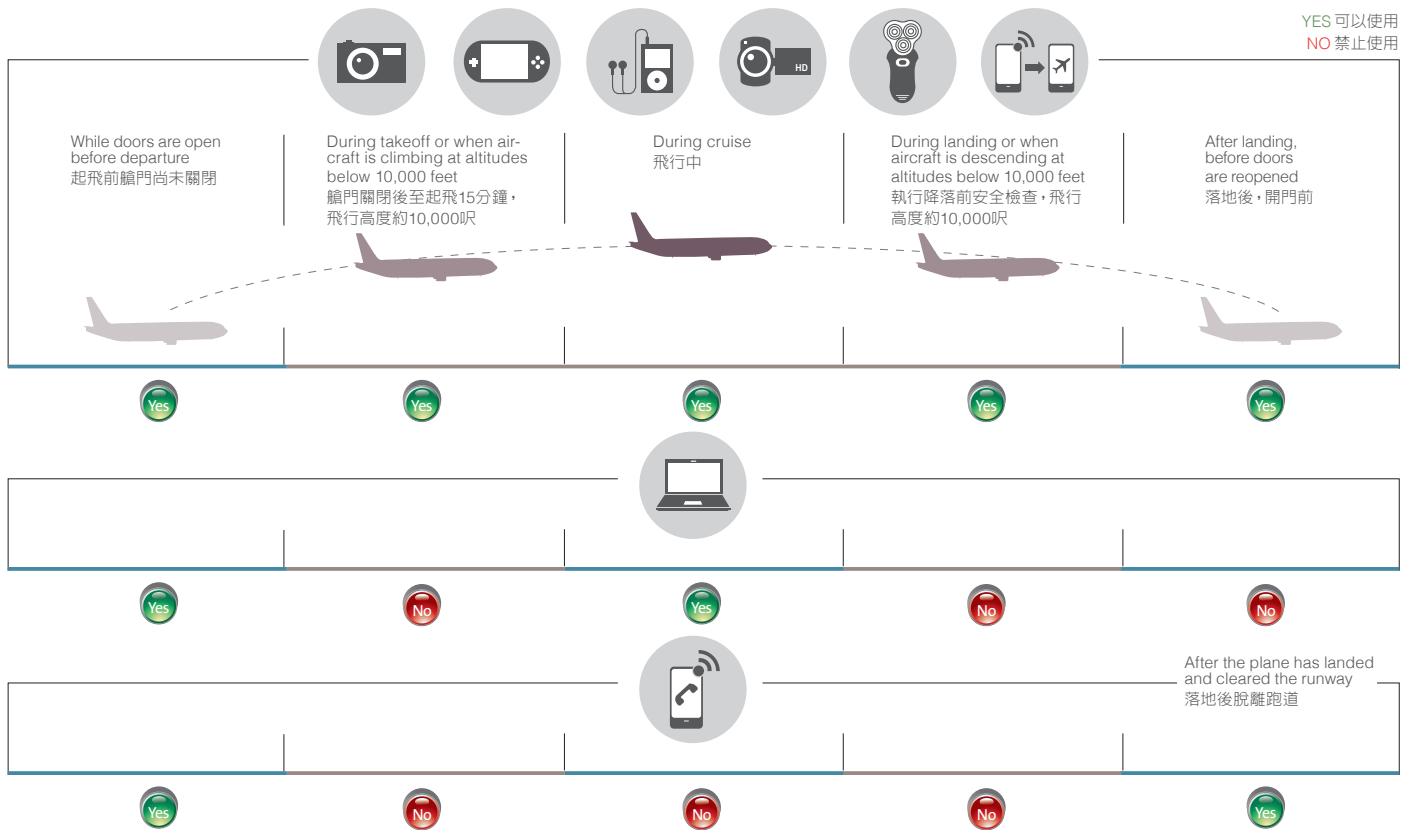 YES 可以使用
NO 禁止使用
HD
While doors are open
before departure
起飛前艙門尚未關閉
During takeoff or when air-
craft is climbing at altitudes
below 10,000 feet
艙門關閉後至起飛15分鐘，
飛行高度約10,000呎
During cruise
飛行中
During landing or when
aircraft is descending at
altitudes below 10,000 feet
執行降落前安全檢查，飛行
高度約10,000呎
After landing,
before doors
are reopened
落地後，開門前
Yes
Yes
Yes
Yes
Yes
Yes
No
Yes
No
No
After the plane has landed
and cleared the runway
落地後脫離跑道
Yes
No
No
No
Yes